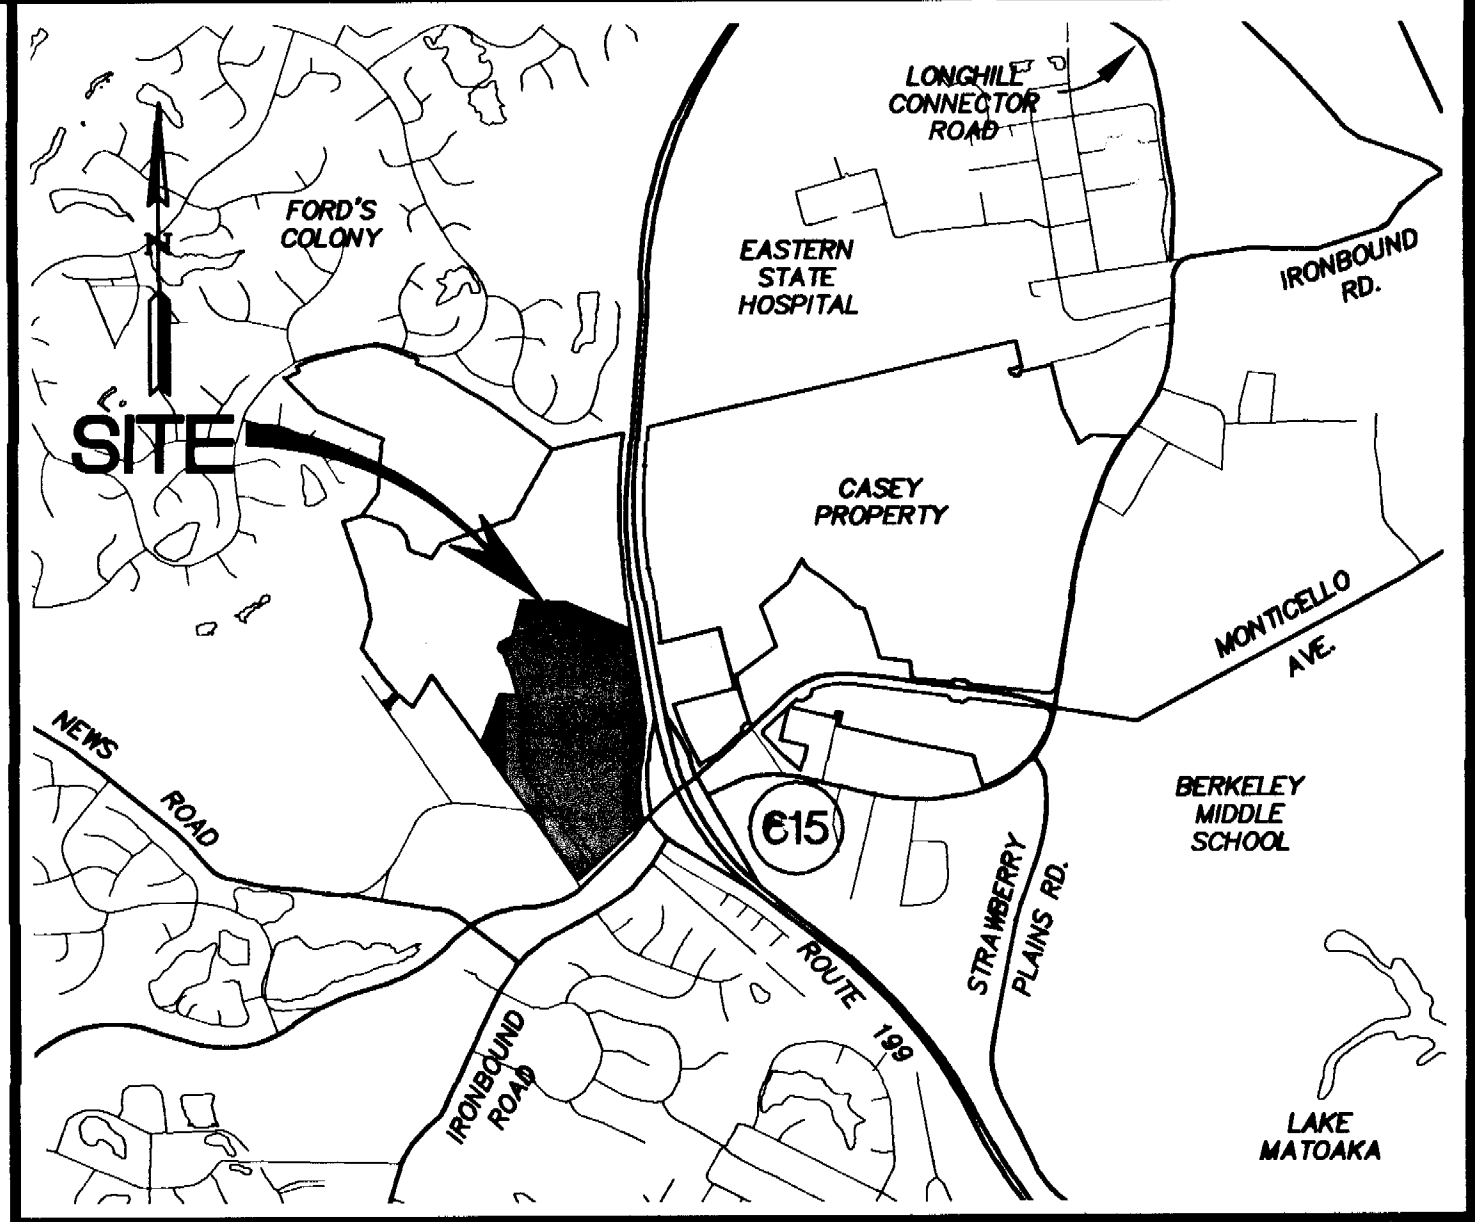 LONGHILL
CONNECTOR
ROAD
FORD'S
COLONY
N
EASTERN
STATE
HOSPITAL
IRONBOUND
RD.
SITE
CASEY
PROPERTY
MONTICELLO
AVE.
NEWS
ROAD
BERKELEY
MIDDLE
SCHOOL
615
STRAWBERRY
PLAINS RD.
ROUTE 199
IRONBOUND
ROAD
LAKE
MATOAKA